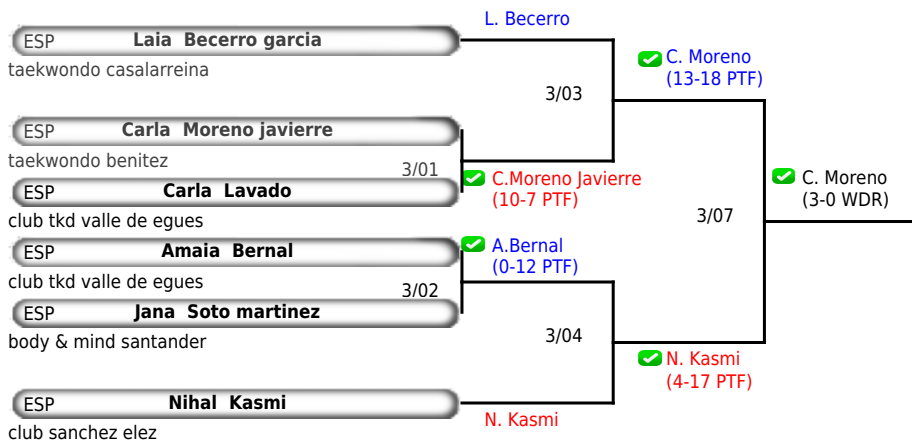 L. Becerro
ESP Laia Becerro garcia
taekwondo casalarreina
C. Moreno
(13-18 PTF)
3/03
ESP Carla Moreno javierre
taekwondo benitez
3/01
ESP Carla Lavado
C.Moreno Javierre
(10-7 PTF)
C. Moreno
(3-0 WDR)
club tkd valle de egues
3/07
ESP Amaia Bernal
A.Bernal
(0-12 PTF)
club tkd valle de egues
3/02
ESP Jana Soto martinez
body & mind santander
3/04
N. Kasmi
(4-17 PTF)
ESP Nihal Kasmi
N. Kasmi
club sanchez elez